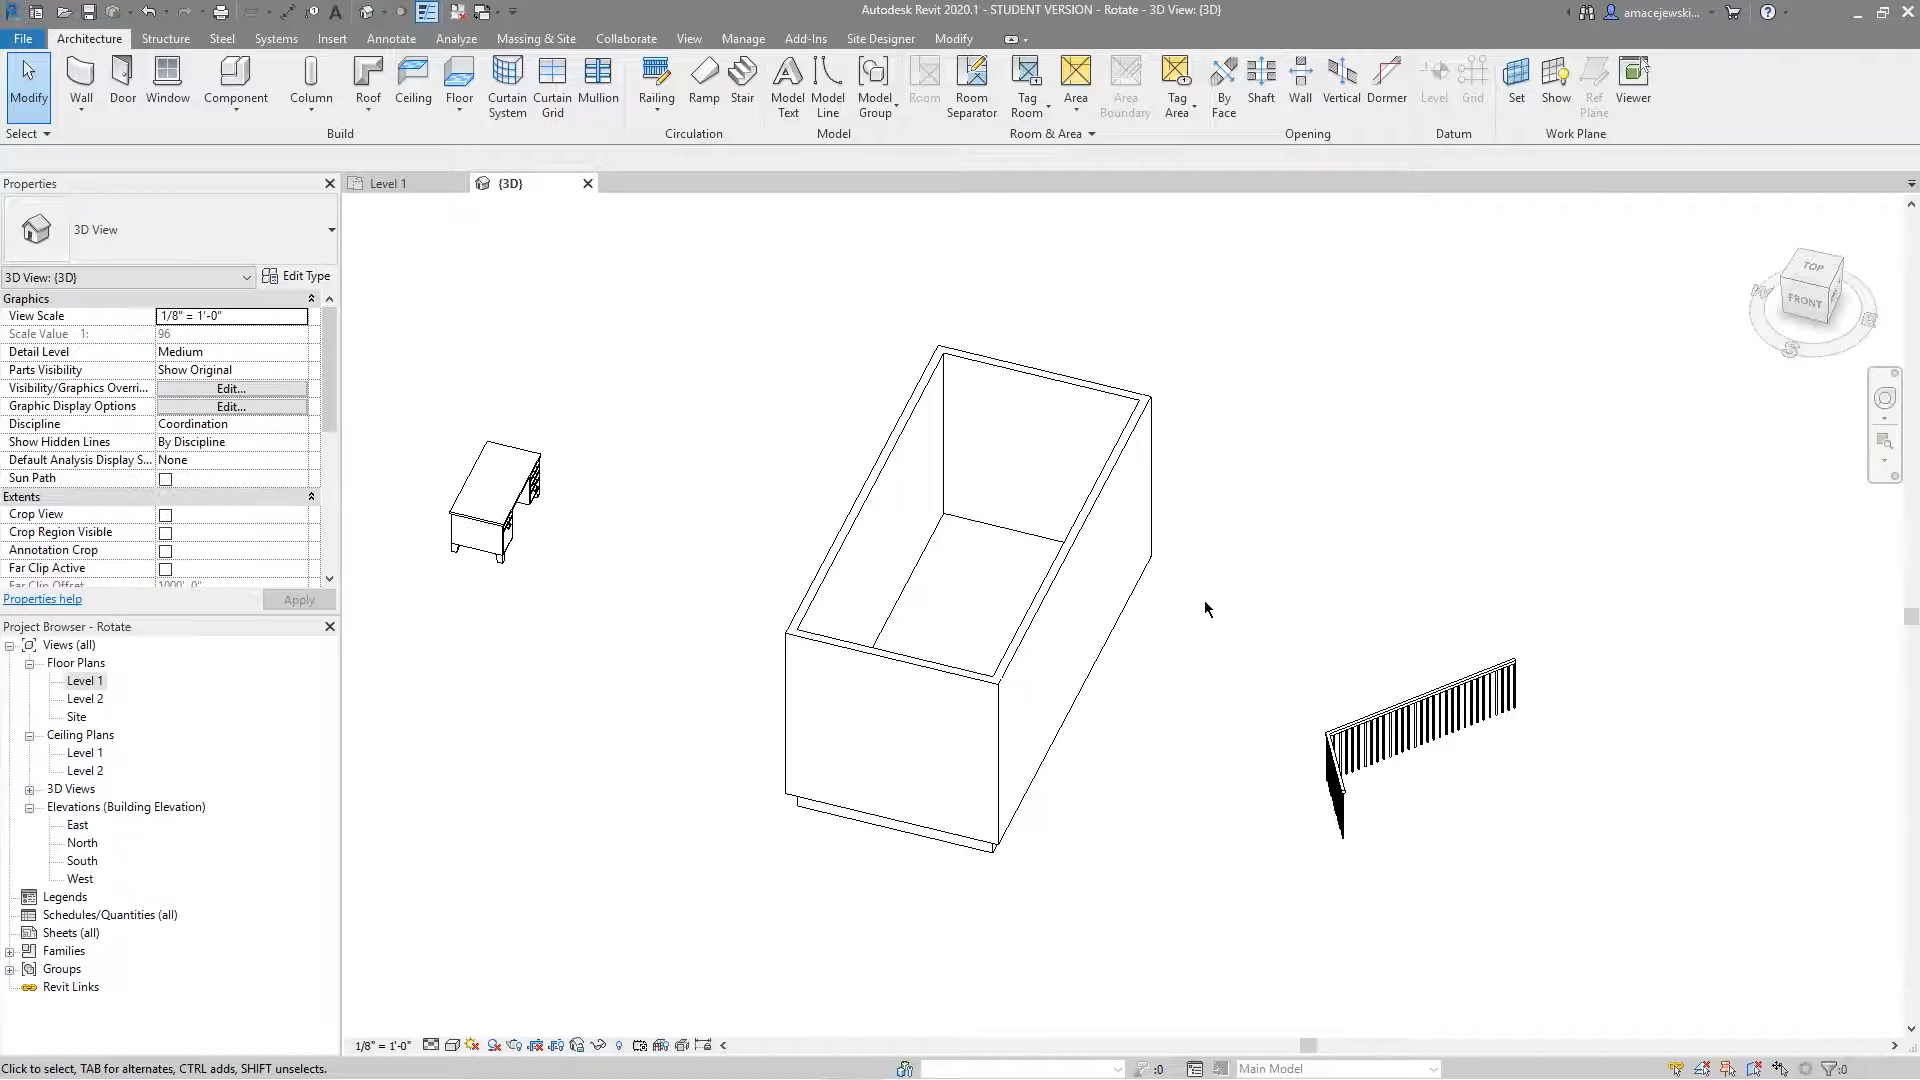 Autodesk Revit 2020.1 - STUDENT VERSION - Rotate - 3D View: {3D}
amacejewski...
File Architecture Structure Steel Systems Insert Annotate Analyze Massing & Site Collaborate View Manage Add-Ins Site Designer Modify
Modify Wall Door Window Component Column Roof Ceiling Floor Curtain System Curtain Grid Mullion Railing Ramp Stair Model Text Model Line Model Group Room Room Separator Tag Room Area Area Boundary Tag Area By Face Shaft Wall Vertical Dormer Level Grid Set Show Ref Plane Viewer
Select Build Circulation Model Room & Area Opening Datum Work Plane
Properties
Level 1
{3D}
3D View
3D View: {3D}
Edit Type
Graphics
View Scale 1/8" = 1'-0"
Scale Value 1: 96
Detail Level Medium
Parts Visibility Show Original
Visibility/Graphics Overri... Edit...
Graphic Display Options Edit...
Discipline Coordination
Show Hidden Lines By Discipline
Default Analysis Display S... None
Sun Path
Extents
Crop View
Crop Region Visible
Annotation Crop
Far Clip Active
Far Clip Offset 1000' 0"
Properties help
Apply
Project Browser - Rotate
Views (all)
Floor Plans
Level 1
Level 2
Site
Ceiling Plans
Level 1
Level 2
3D Views
Elevations (Building Elevation)
East
North
South
West
Legends
Schedules/Quantities (all)
Sheets (all)
Families
Groups
Revit Links
TOP
FRONT
W
S
E
1/8" = 1'-0"
Click to select, TAB for alternates, CTRL adds, SHIFT unselects.
:0
Main Model
:0